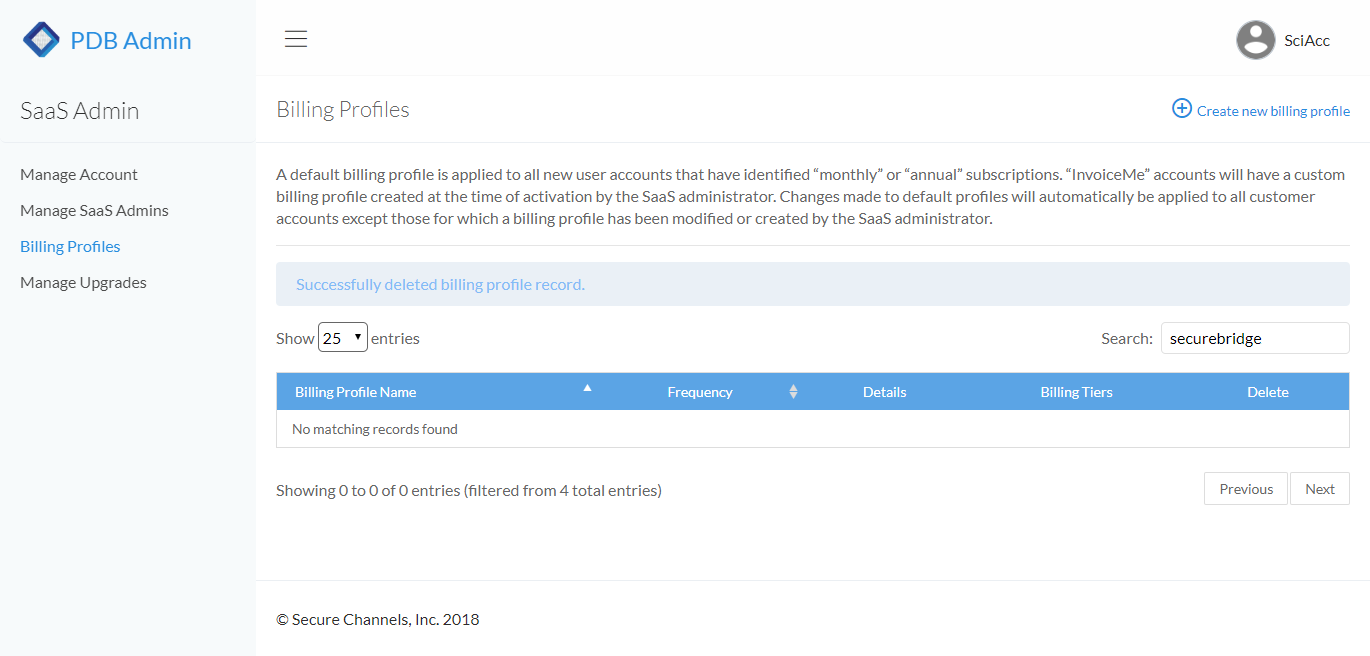 PDB Admin
SciAcc
SaaS Admin
Manage Account
Manage SaaS Admins
Billing Profiles
Manage Upgrades
Billing Profiles
Create new billing profile
A default billing profile is applied to all new user accounts that have identified “monthly” or “annual” subscriptions. “InvoiceMe” accounts will have a custom
billing profile created at the time of activation by the SaaS administrator. Changes made to default profiles will automatically be applied to all customer
accounts except those for which a billing profile has been modified or created by the SaaS administrator.
Successfully deleted billing profile record.
Show 25 entries
Search: securebridge
Billing Profile Name Frequency Details Billing Tiers Delete
No matching records found
Showing 0 to 0 of 0 entries (filtered from 4 total entries)
Previous Next
© Secure Channels, Inc. 2018